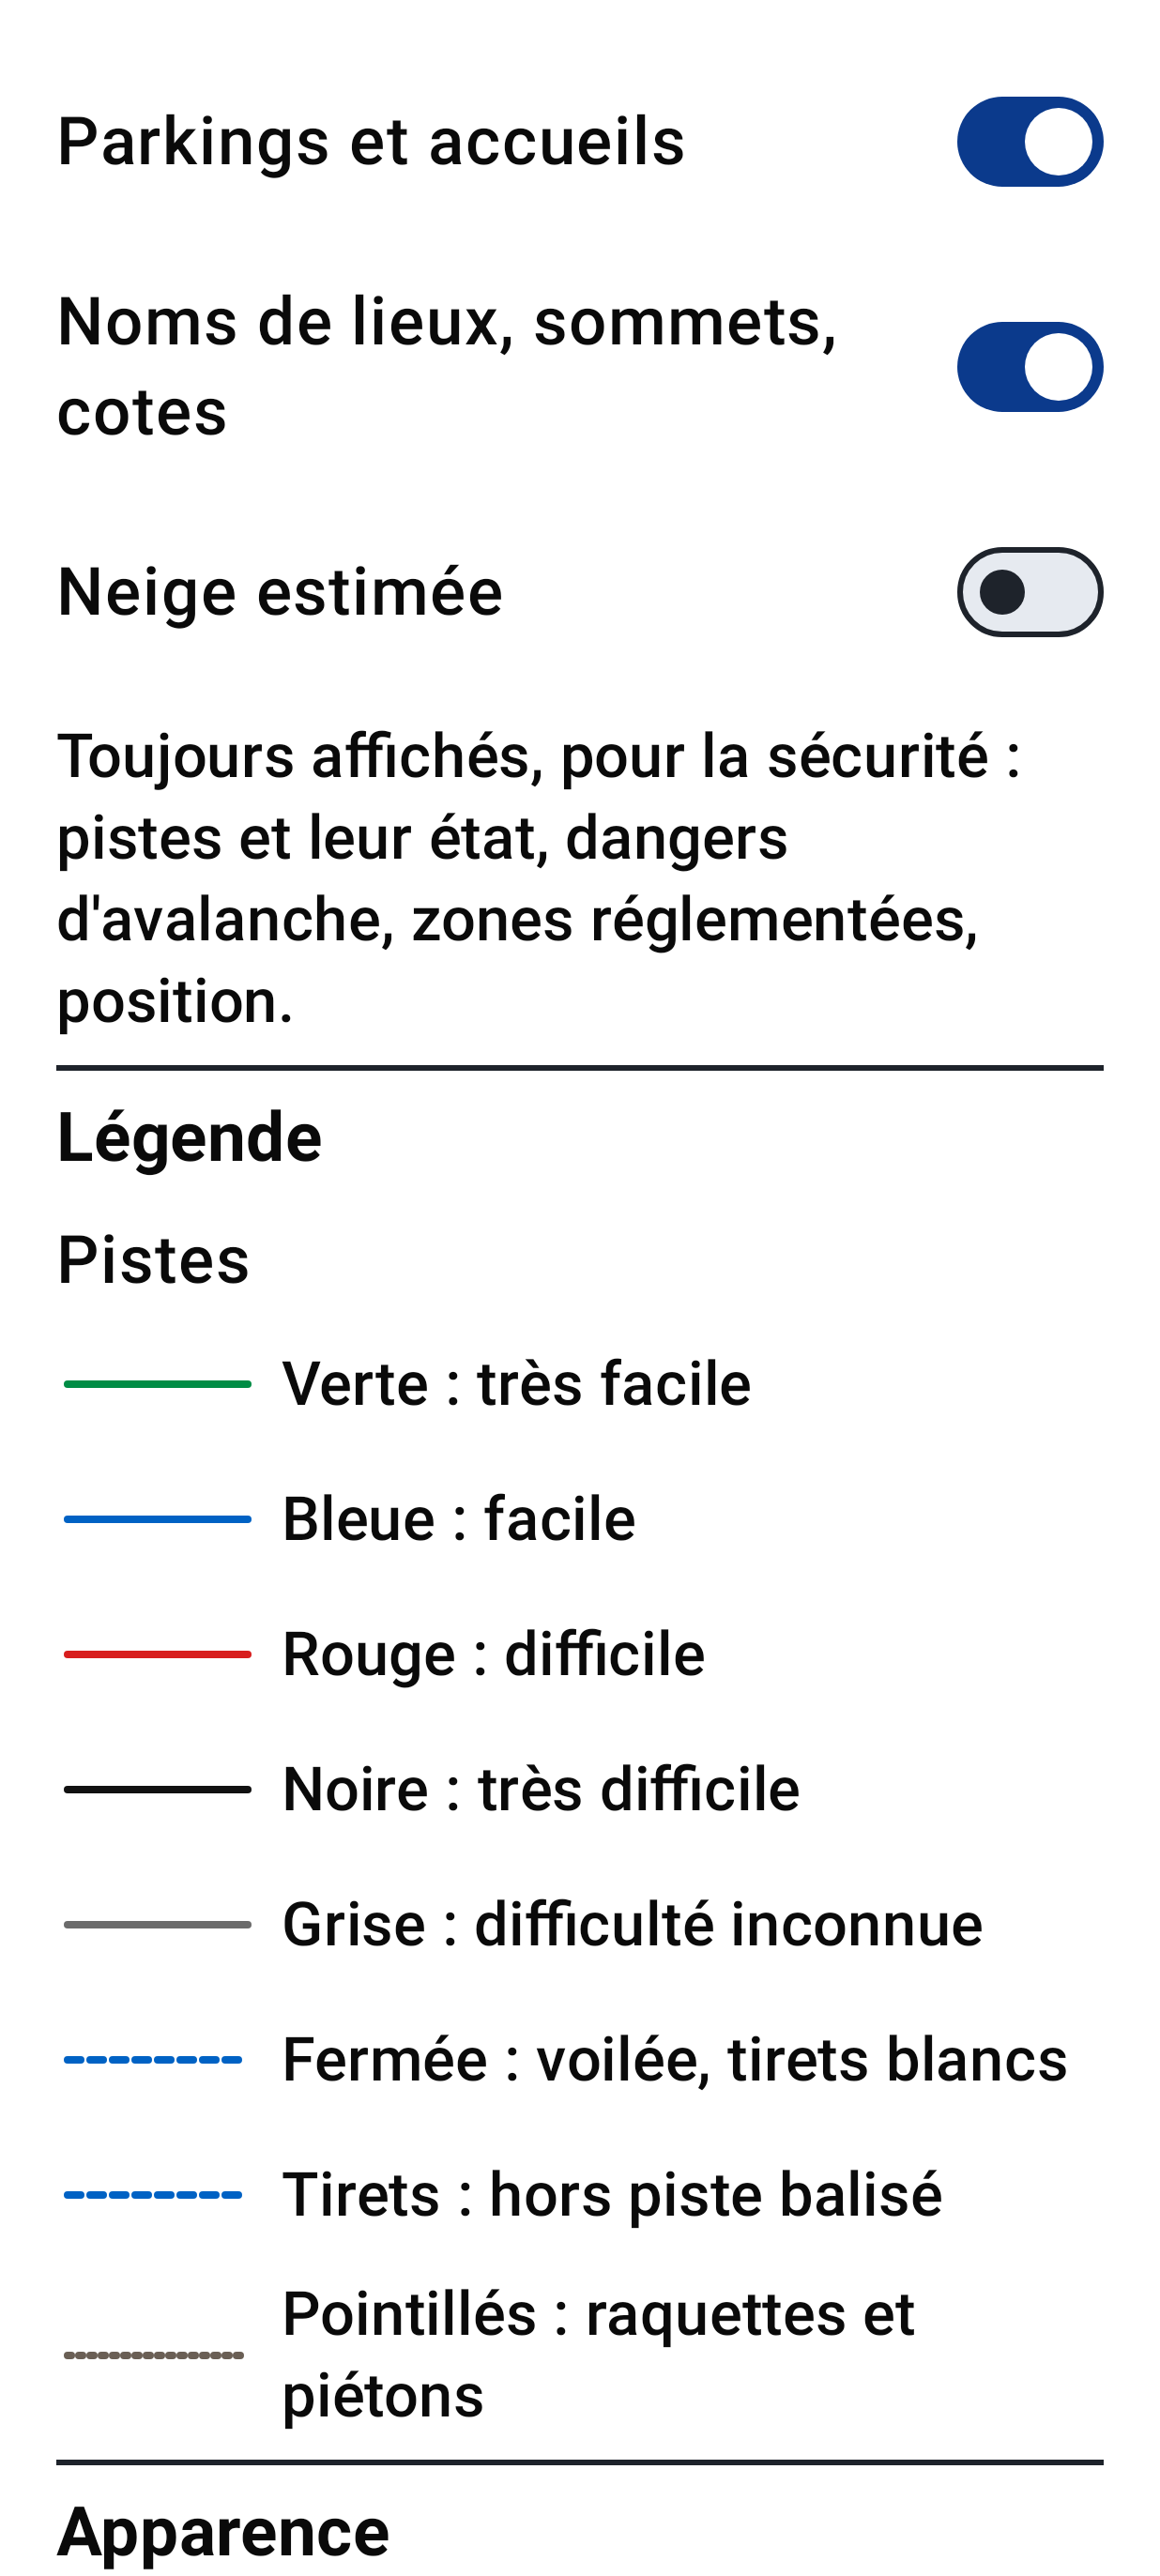 Parkings et accueils
Noms de lieux, sommets,
cotes
Neige estimée
Toujours affichés, pour la sécurité :
pistes et leur état, dangers
d'avalanche, zones réglementées,
position.
Légende
Pistes
Verte : très facile
Bleue : facile
Rouge : difficile
Noire : très difficile
Grise : difficulté inconnue
Fermée : voilée, tirets blancs
Tirets : hors piste balisé
Pointillés : raquettes et
piétons
Apparence